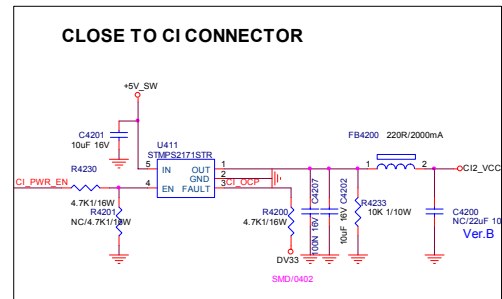 CLOSE TO CI CONNECTOR
+5V_SW
C4201
10uF 16V
U411
STMPS2171STR
FB4200 220R/2000mA
R4230
5 IN OUT 1
GND 2
CI_PWR_EN
4 EN FAULT 3 CI_OCP
1 2
CI2_VCC
4.7K1/16W
R4201
NC/4.7K1/16W
R4200
4.7K1/16W
C4207
100N 16V
C4202
10uF 16V
R4233
10K 1/10W
C4200
NC/22uF 10
Ver.B
DV33
SMD/0402